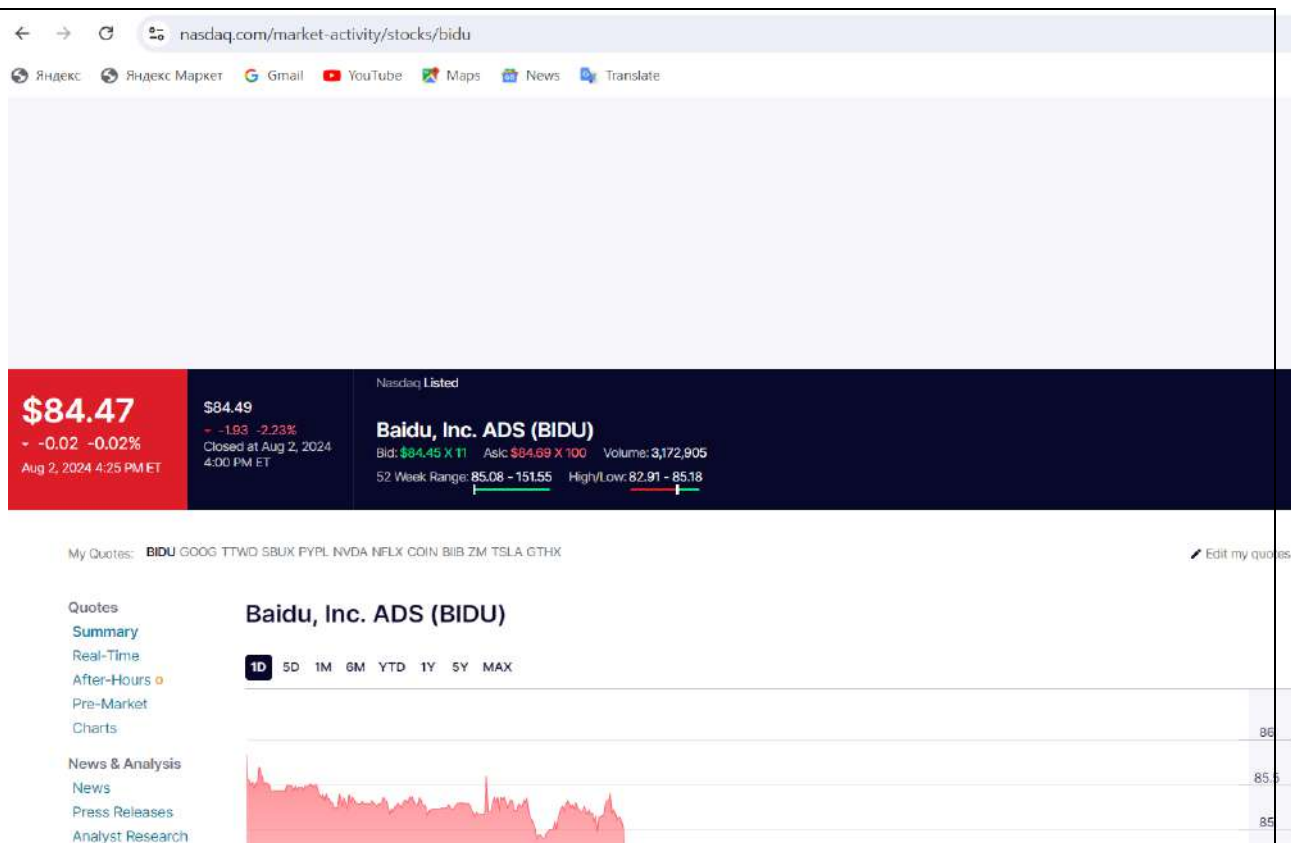 nasdaq.com/market-activity/stocks/bidu
Яндекс Яндекс Маркет Gmail YouTube Maps News Translate
Nasdaq Listed
$84.47
-0.02 -0.02%
Aug 2, 2024 4:25 PM ET
$84.49
-1.93 -2.23%
Closed at Aug 2, 2024
4:00 PM ET
Baidu, Inc. ADS (BIDU)
Bid: $84.45 X 11 Ask: $84.69 X 100 Volume: 3,172,905
52 Week Range: 85.08 - 151.55 High/Low: 82.91 - 85.18
My Quotes: BIDU GOOG TTWO SBUX PYPL NVDA NFLX COIN BIIB ZM TSLA GTHX
Edit my quotes
Quotes
Summary
Real-Time
After-Hours
Pre-Market
Charts
News & Analysis
News
Press Releases
Analyst Research
Baidu, Inc. ADS (BIDU)
1D 5D 1M 6M YTD 1Y 5Y MAX
86
85.5
85